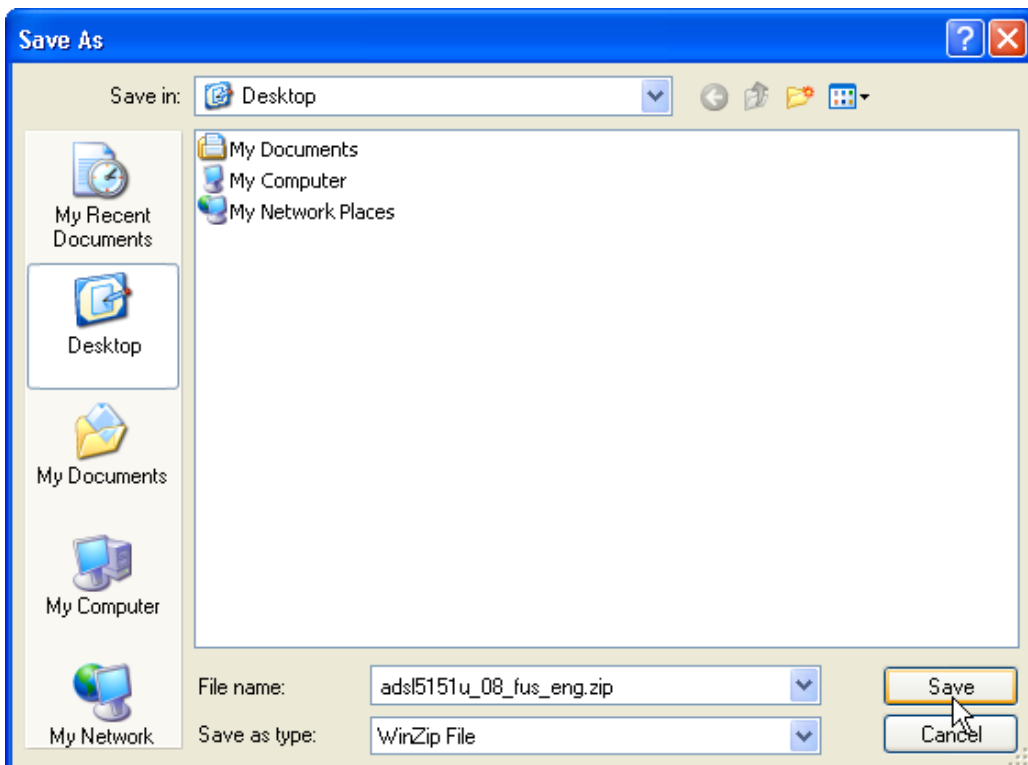 Save As
Save in:
Desktop
My Recent
Documents
Desktop
My Documents
My Computer
My Network
My Documents
My Computer
My Network Places
File name:
adsl5151u_08_fus_eng.zip
Save
Save as type:
WinZip File
Cancel